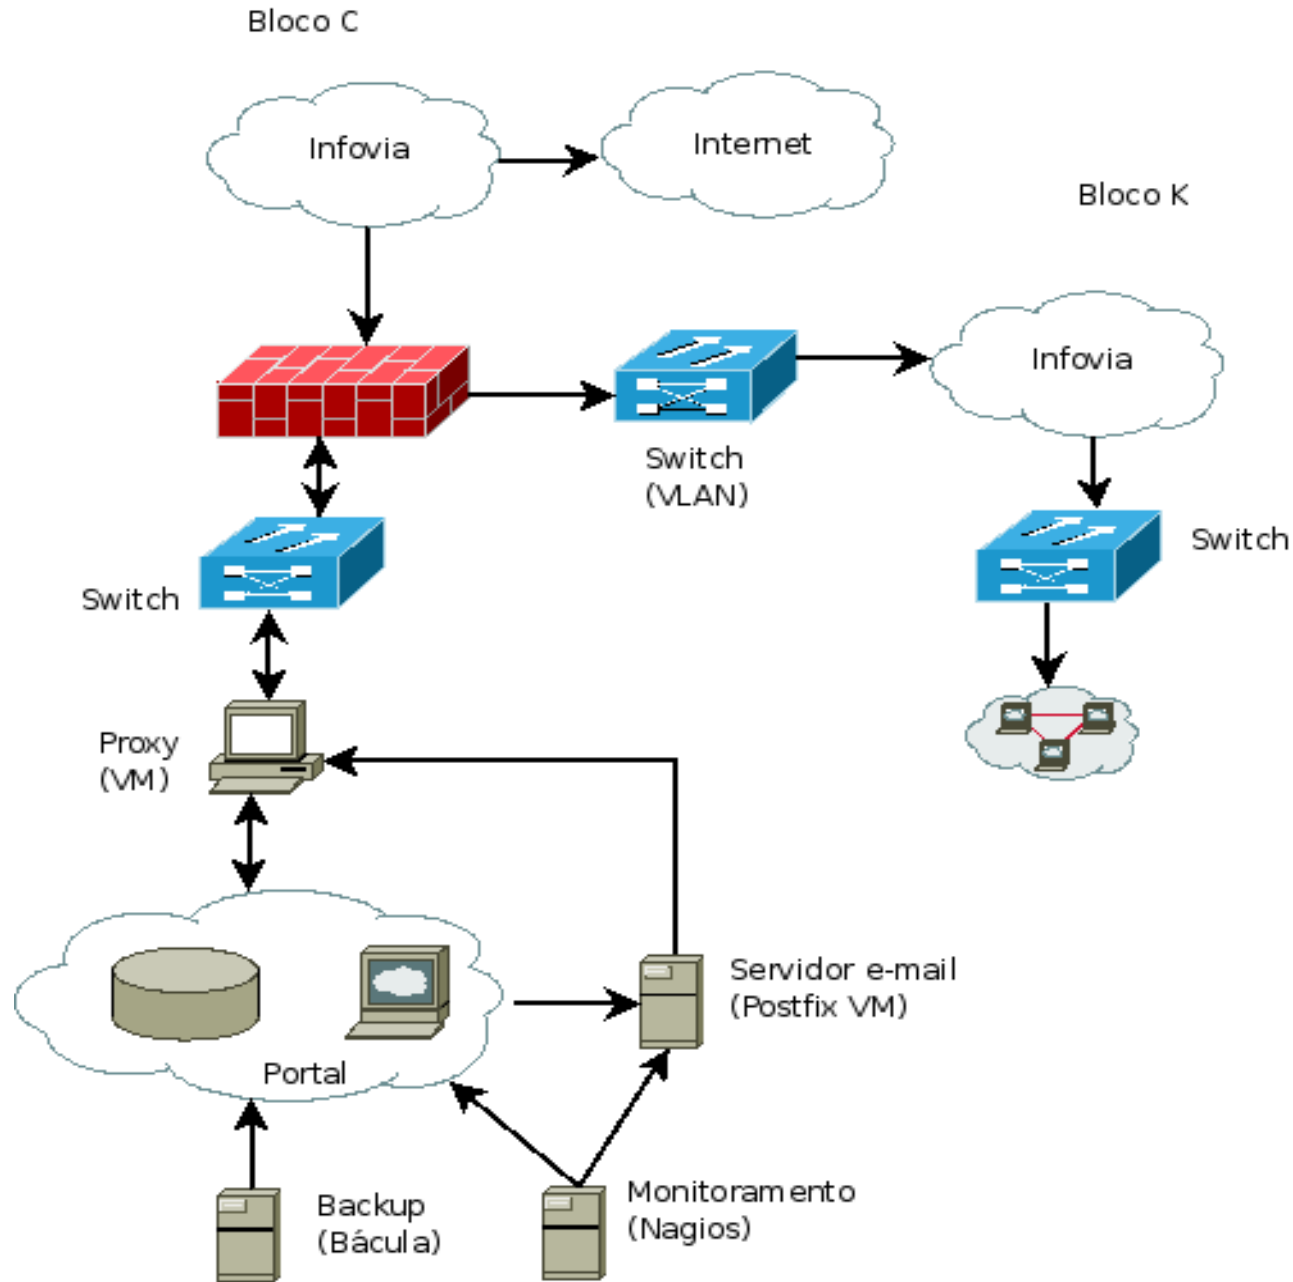 Bloco C
Infovia
Internet
Bloco K
Infovia
Switch
(VLAN)
Switch
Switch
Proxy
(VM)
Servidor e-mail
(Postfix VM)
Portal
Backup
(Bácula)
Monitoramento
(Nagios)